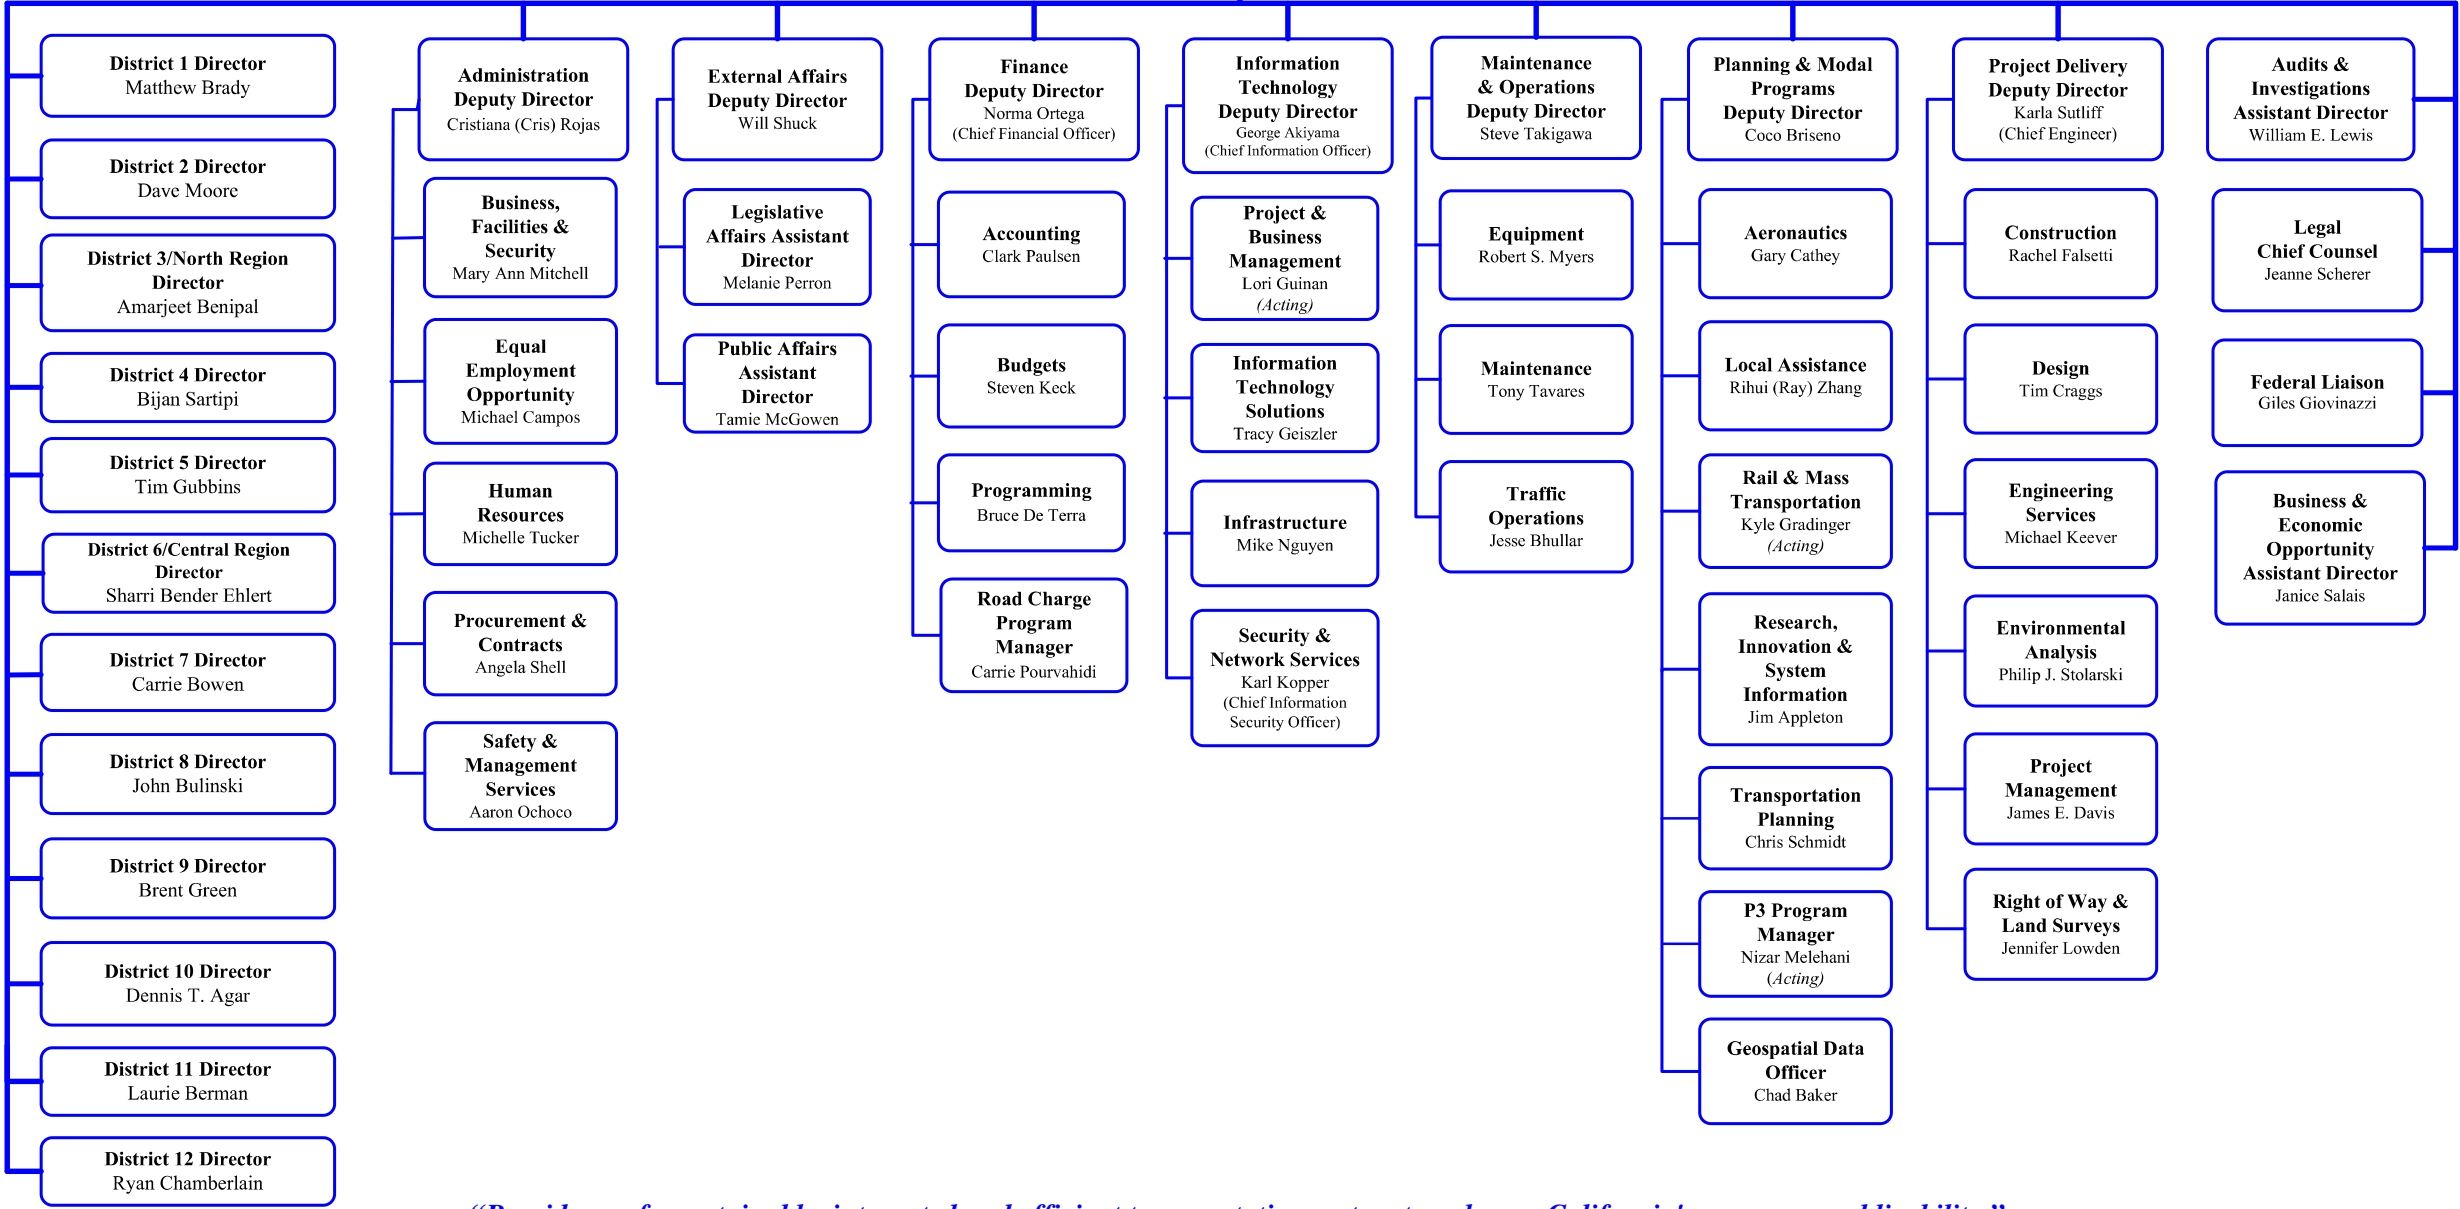 District 1 Director
Matthew Brady
District 2 Director
Dave Moore
District 3/North Region
Director
Amarjeet Benipal
District 4 Director
Bijan Sartipi
District 5 Director
Tim Gubbins
District 6/Central Region
Director
Sharri Bender Ehlert
District 7 Director
Carrie Bowen
District 8 Director
John Bulinski
District 9 Director
Brent Green
District 10 Director
Dennis T. Agar
District 11 Director
Laurie Berman
District 12 Director
Ryan Chamberlain
Administration
Deputy Director
Cristiana (Cris) Rojas
Business,
Facilities &
Security
Mary Ann Mitchell
Equal
Employment
Opportunity
Michael Campos
Human
Resources
Michelle Tucker
Procurement &
Contracts
Angela Shell
Safety &
Management
Services
Aaron Ochoco
External Affairs
Deputy Director
Will Shuck
Legislative
Affairs Assistant
Director
Melanie Perron
Public Affairs
Assistant
Director
Tamie McGowen
Finance
Deputy Director
Norma Ortega
(Chief Financial Officer)
Accounting
Clark Paulsen
Budgets
Steven Keck
Programming
Bruce De Terra
Road Charge
Program
Manager
Carrie Pourvahidi
Information
Technology
Deputy Director
George Akiyama
(Chief Information Officer)
Project &
Business
Management
Lori Guinan
(Acting)
Information
Technology
Solutions
Tracy Geiszler
Infrastructure
Mike Nguyen
Security &
Network Services
Karl Kopper
(Chief Information
Security Officer)
Maintenance
& Operations
Deputy Director
Steve Takigawa
Equipment
Robert S. Myers
Maintenance
Tony Tavares
Traffic
Operations
Jesse Bhullar
Planning & Modal
Programs
Deputy Director
Coco Briseno
Aeronautics
Gary Cathey
Local Assistance
Rihui (Ray) Zhang
Rail & Mass
Transportation
Kyle Gradinger
(Acting)
Research,
Innovation &
System
Information
Jim Appleton
Transportation
Planning
Chris Schmidt
P3 Program
Manager
Nizar Melehani
(Acting)
Geospatial Data
Officer
Chad Baker
Project Delivery
Deputy Director
Karla Sutliff
(Chief Engineer)
Construction
Rachel Falsetti
Design
Tim Craggs
Engineering
Services
Michael Keever
Environmental
Analysis
Philip J. Stolarski
Project
Management
James E. Davis
Right of Way &
Land Surveys
Jennifer Lowden
Audits &
Investigations
Assistant Director
William E. Lewis
Legal
Chief Counsel
Jeanne Scherer
Federal Liaison
Giles Giovinazzi
Business &
Economic
Opportunity
Assistant Director
Janice Salais